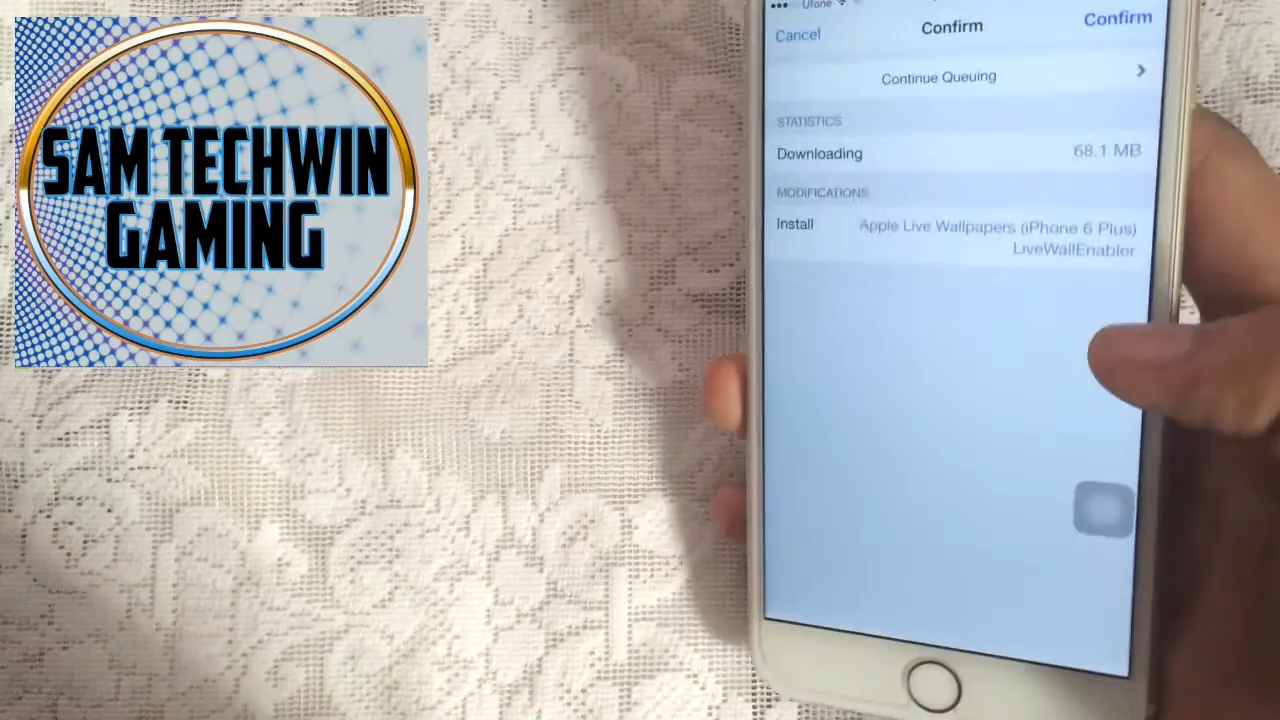 SAM TECHWIN
GAMING
Ufone
Cancel
Confirm
Confirm
Continue Queuing
STATISTICS
Downloading
68.1 MB
MODIFICATIONS
Install
Apple Live Wallpapers (iPhone 6 Plus)
LiveWallEnabler